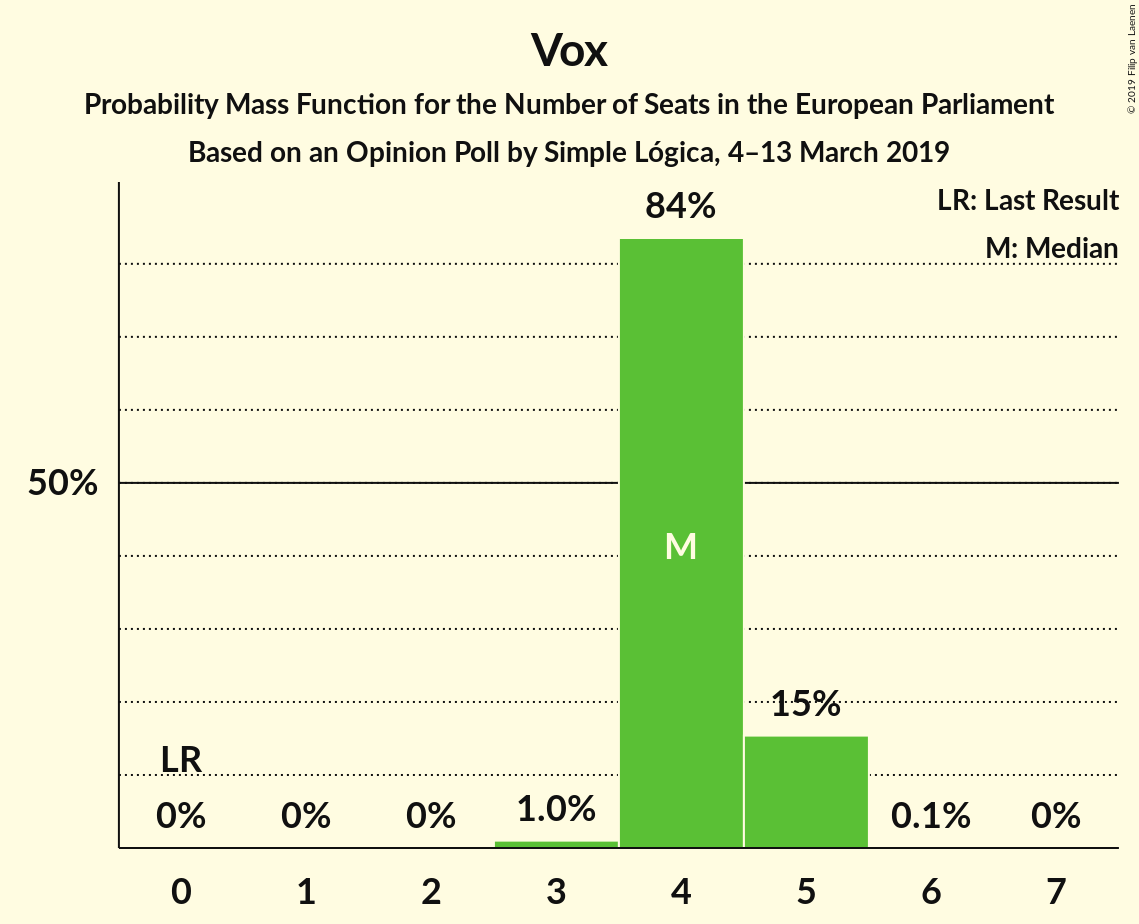 Vox
Probability Mass Function for the Number of Seats in the European Parliament
Based on an Opinion Poll by Simple Lógica, 4–13 March 2019
© 2019 Filip van Laenen
LR: Last Result
M: Median
84%
50%
M
15%
LR
0% 0% 0% 1.0% 0.1% 0%
0 1 2 3 4 5 6 7